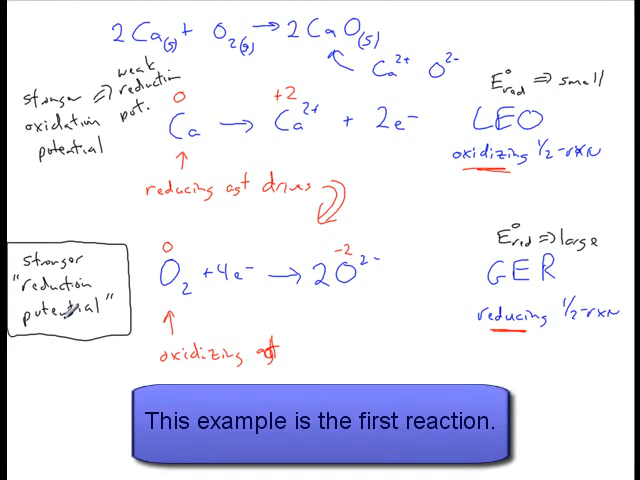 2Ca(s) + O2(g) → 2CaO(s)
Ca2+ O2-
stronger ⇒ weak
oxidation reduction
potential pot.
0 +2
Ca → Ca2+ + 2e-
E°red ⇒ small
LEO
oxidizing 1/2-rxn
reducing agt drives
stronger
"reduction
potential"
0 -2
O2 + 4e- → 2O2-
E°red ⇒ large
GER
reducing 1/2-rxn
oxidizing agt
This example is the first reaction.